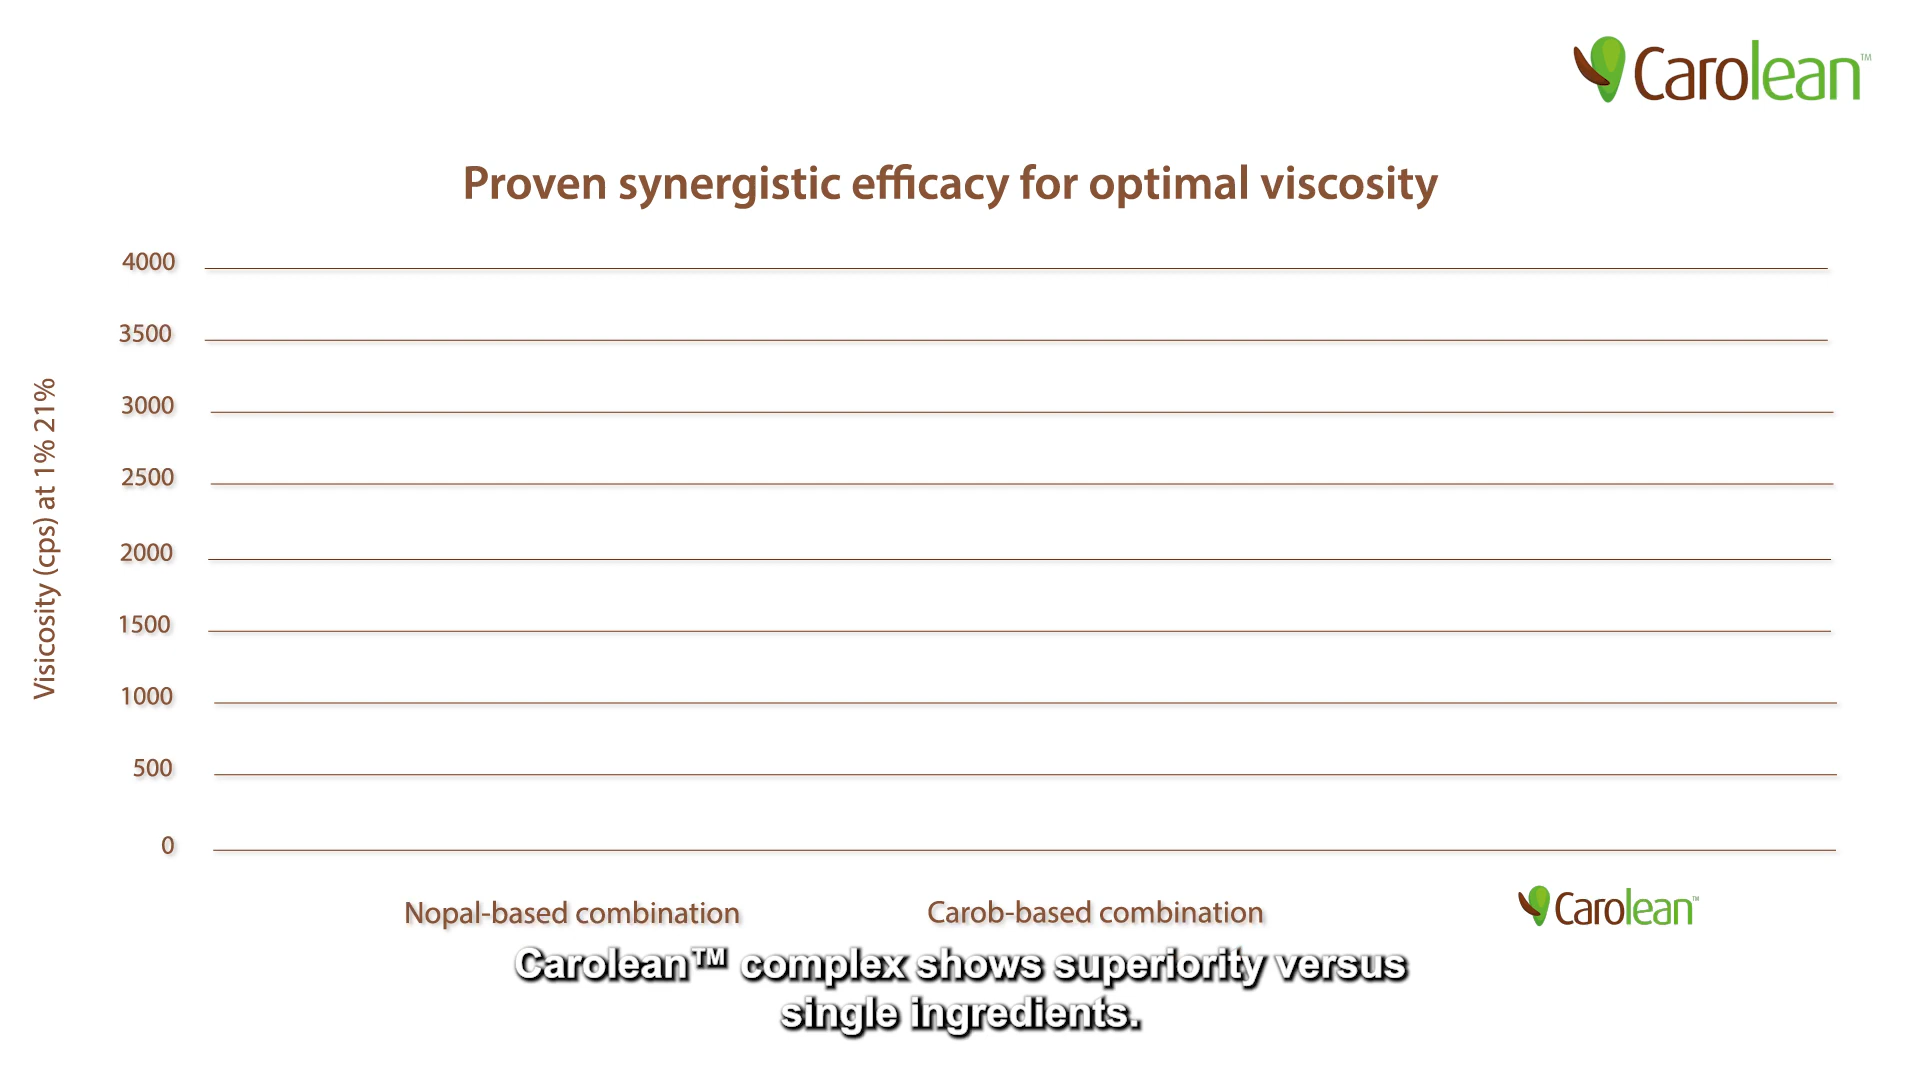 Carolean™
Proven synergistic efficacy for optimal viscosity
4000
3500
3000
2500
2000
1500
1000
500
0
Visicosity (cps) at 1% 21%
Nopal-based combination
Carob-based combination
Carolean™
Carolean™ complex shows superiority versus
single ingredients.